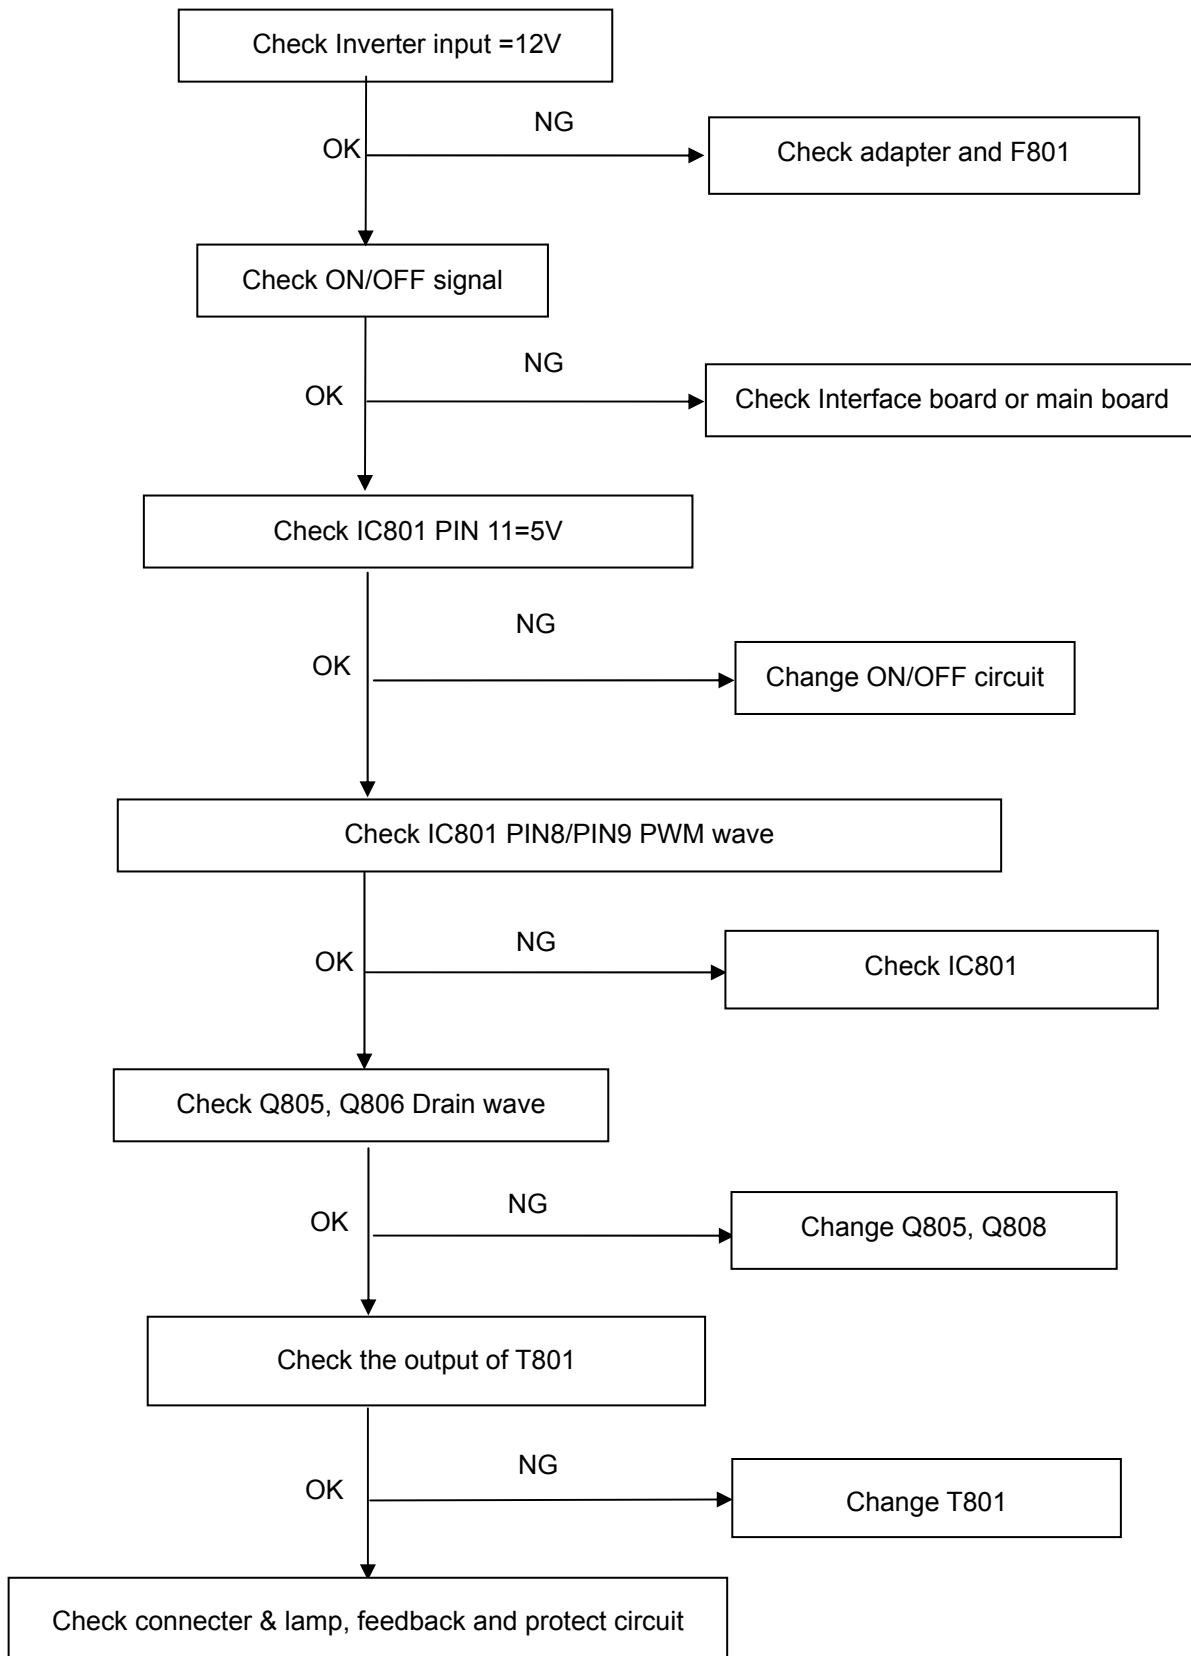 Check Inverter input =12V
NG
OK
Check adapter and F801
Check ON/OFF signal
NG
OK
Check Interface board or main board
Check IC801 PIN 11=5V
NG
OK
Change ON/OFF circuit
Check IC801 PIN8/PIN9 PWM wave
NG
OK
Check IC801
Check Q805, Q806 Drain wave
NG
OK
Change Q805, Q808
Check the output of T801
NG
OK
Change T801
Check connecter & lamp, feedback and protect circuit